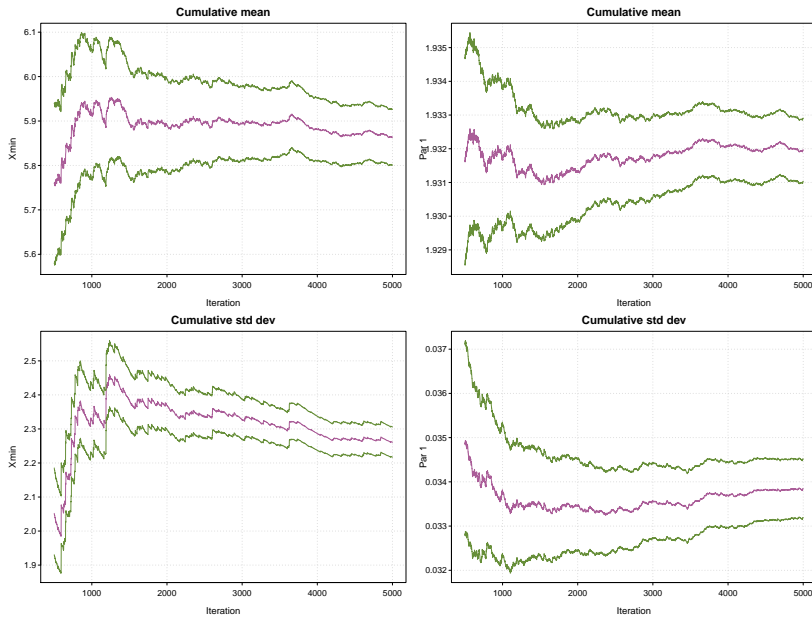 Cumulative mean
Xmin
6.1
6.0
5.9
5.8
5.7
5.6
1000 2000 3000 4000 5000
Iteration
Cumulative mean
Par 1
1.935
1.934
1.933
1.932
1.931
1.930
1.929
1000 2000 3000 4000 5000
Iteration
Cumulative std dev
Xmin
2.5
2.4
2.3
2.2
2.1
2.0
1.9
1000 2000 3000 4000 5000
Iteration
Cumulative std dev
Par 1
0.037
0.036
0.035
0.034
0.033
0.032
1000 2000 3000 4000 5000
Iteration